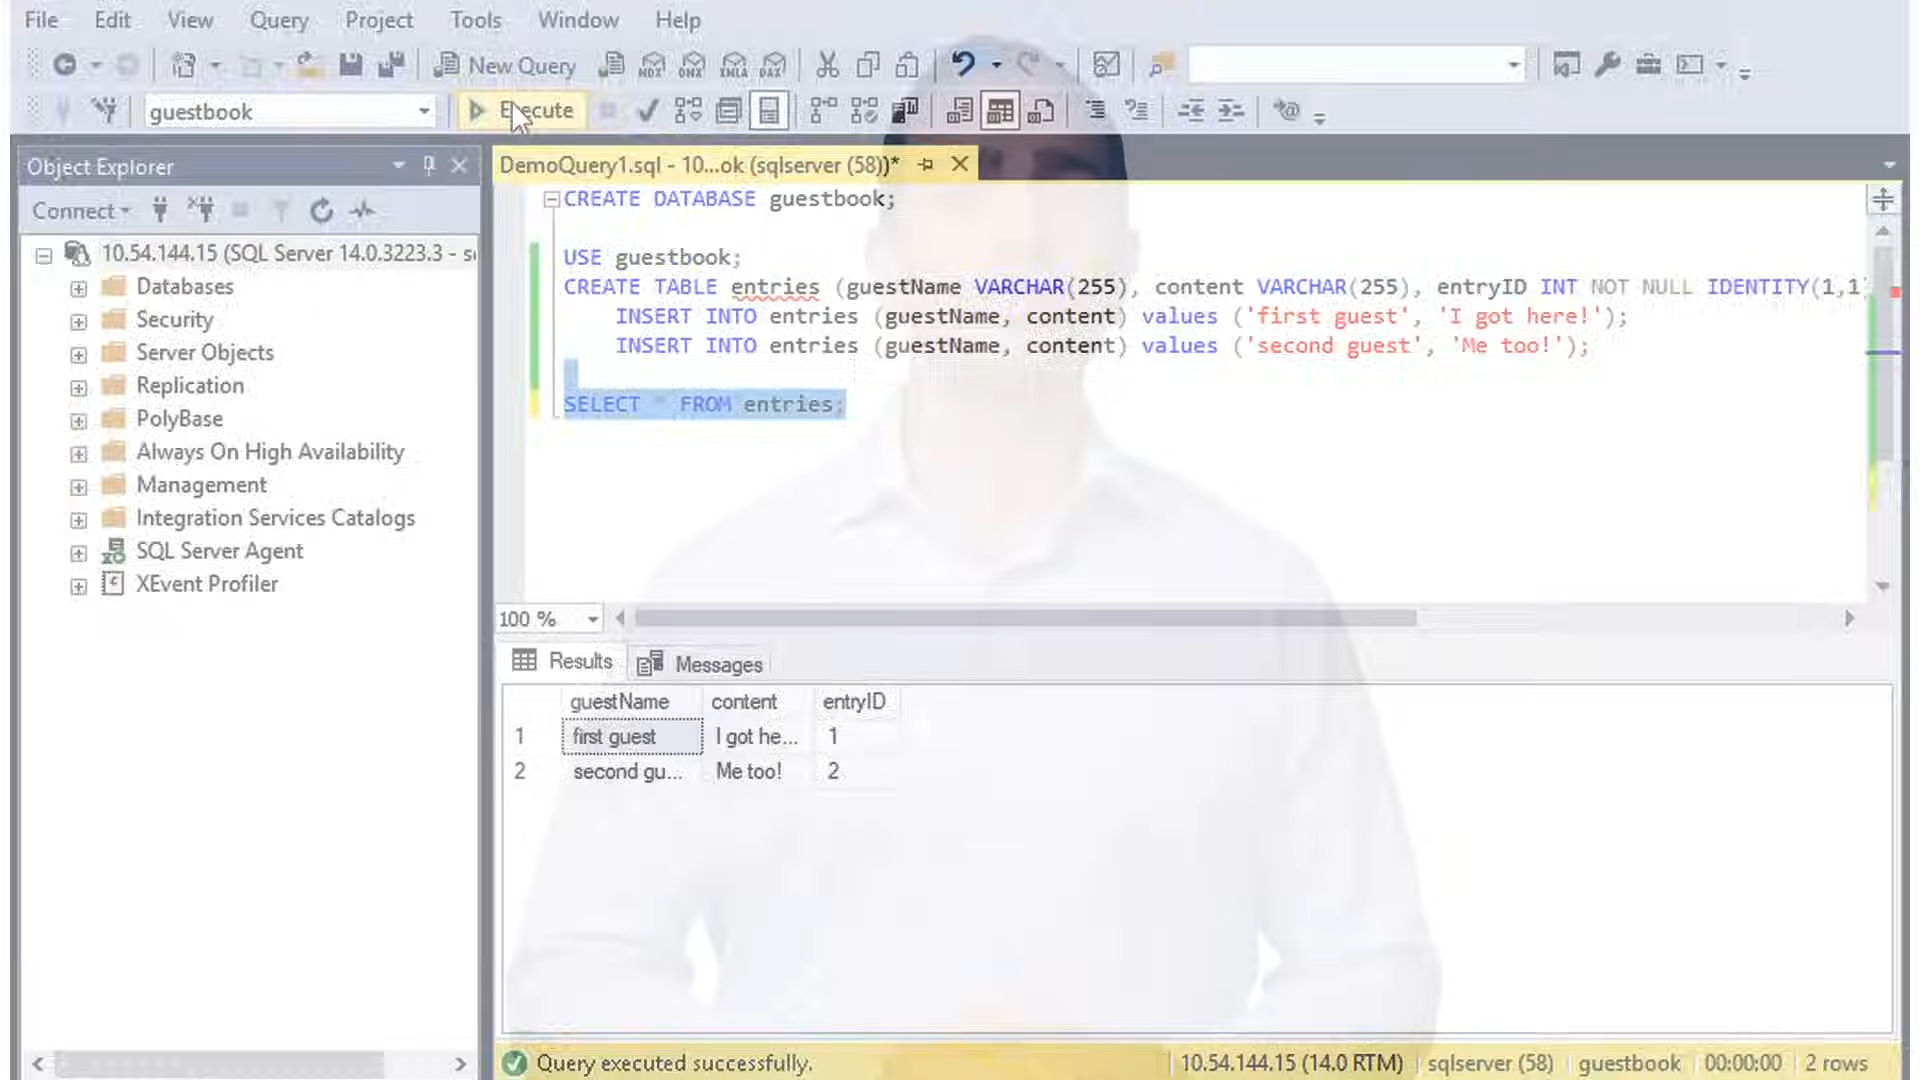 File Edit View Query Project Tools Window Help
New Query MDX DMX XMLA DAX
guestbook Execute
Object Explorer
DemoQuery1.sql - 10...ok (sqlserver (58))*
Connect
10.54.144.15 (SQL Server 14.0.3223.3 - s
Databases
Security
Server Objects
Replication
PolyBase
Always On High Availability
Management
Integration Services Catalogs
SQL Server Agent
XEvent Profiler
CREATE DATABASE guestbook;
USE guestbook;
CREATE TABLE entries (guestName VARCHAR(255), content VARCHAR(255), entryID INT NOT NULL IDENTITY(1,1
INSERT INTO entries (guestName, content) values ('first guest', 'I got here!');
INSERT INTO entries (guestName, content) values ('second guest', 'Me too!');
SELECT * FROM entries;
100 %
Results Messages
guestName content entryID
1 first guest I got he... 1
2 second gu... Me too! 2
Query executed successfully. 10.54.144.15 (14.0 RTM) sqlserver (58) guestbook 00:00:00 2 rows